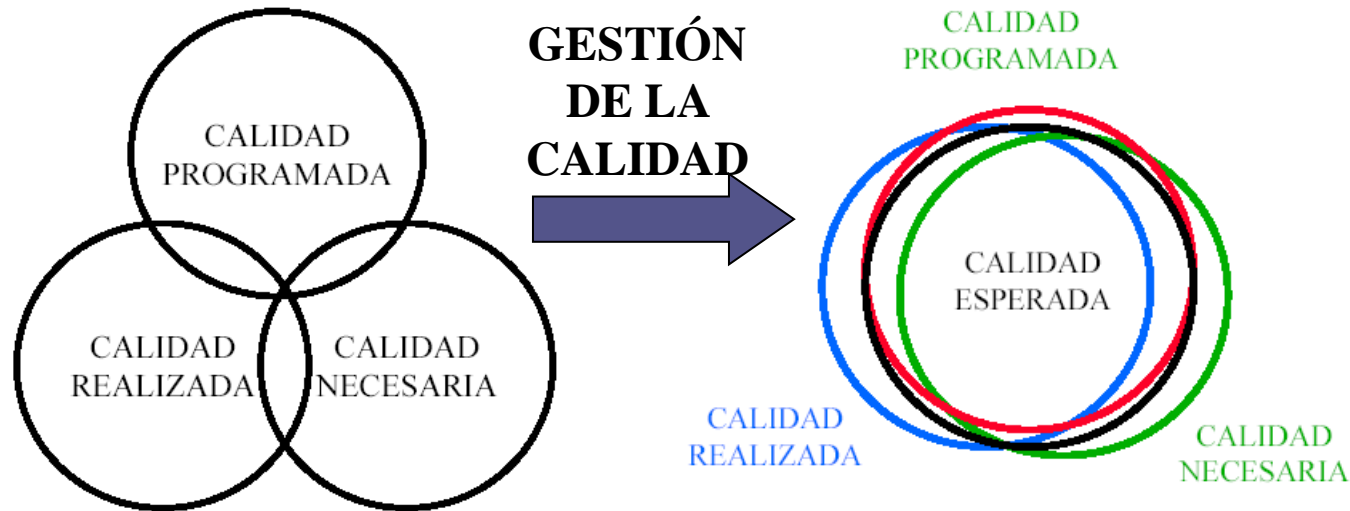 CALIDAD
PROGRAMADA
CALIDAD
REALIZADA
CALIDAD
NECESARIA
GESTIÓN
DE LA
CALIDAD
CALIDAD
PROGRAMADA
CALIDAD
ESPERADA
CALIDAD
REALIZADA
CALIDAD
NECESARIA